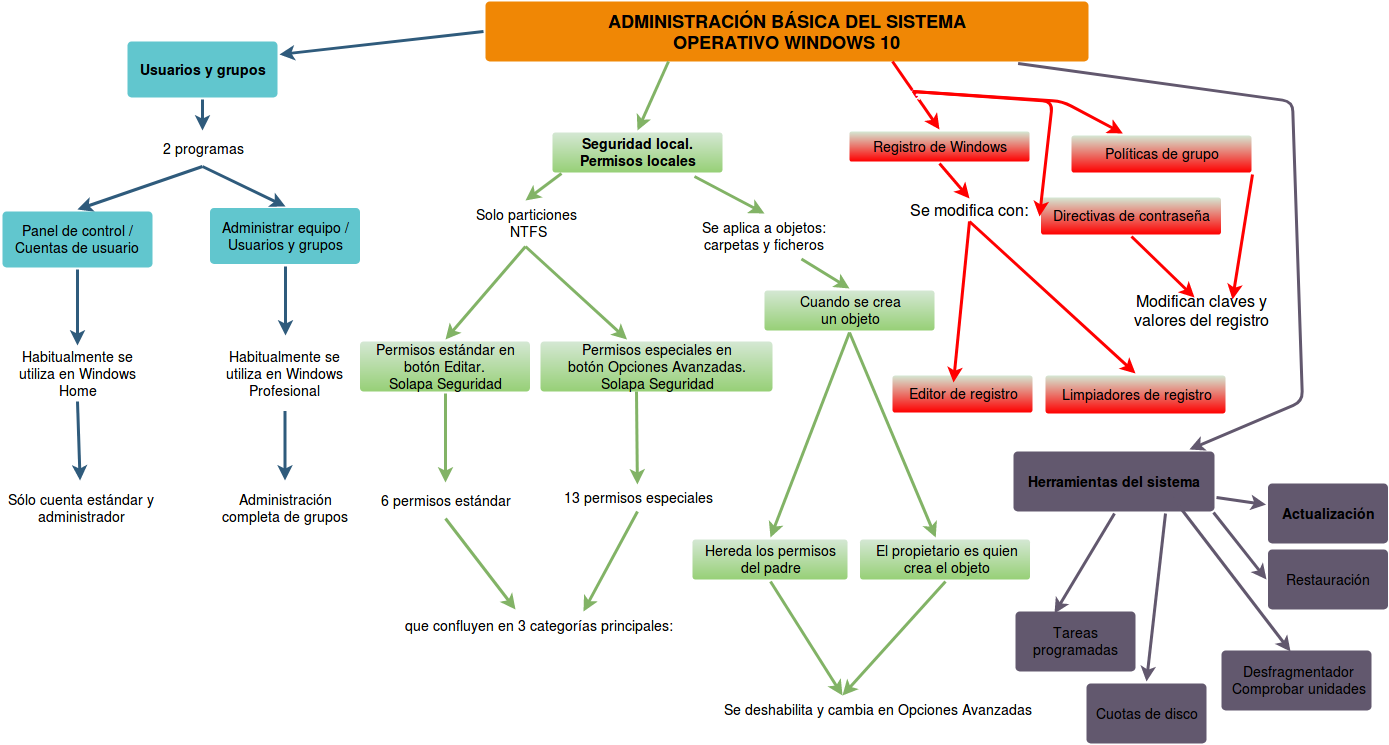 ADMINISTRACIÓN BÁSICA DEL SISTEMA
OPERATIVO WINDOWS 10
Usuarios y grupos
2 programas
Panel de control /
Cuentas de usuario
Administrar equipo /
Usuarios y grupos
Habitualmente se
utiliza en Windows
Home
Habitualmente se
utiliza en Windows
Profesional
Sólo cuenta estándar y
administrador
Administración
completa de grupos
Seguridad local.
Permisos locales
Solo particiones
NTFS
Se aplica a objetos:
carpetas y ficheros
Permisos estándar en
botón Editar.
Solapa Seguridad
Permisos especiales en
botón Opciones Avanzadas.
Solapa Seguridad
6 permisos estándar
13 permisos especiales
que confluyen en 3 categorías principales:
Cuando se crea
un objeto
Hereda los permisos
del padre
El propietario es quien
crea el objeto
Se deshabilita y cambia en Opciones Avanzadas
Registro de Windows
Políticas de grupo
Se modifica con:
Directivas de contraseña
Modifican claves y
valores del registro
Editor de registro
Limpiadores de registro
Herramientas del sistema
Actualización
Restauración
Tareas
programadas
Desfragmentador
Comprobar unidades
Cuotas de disco